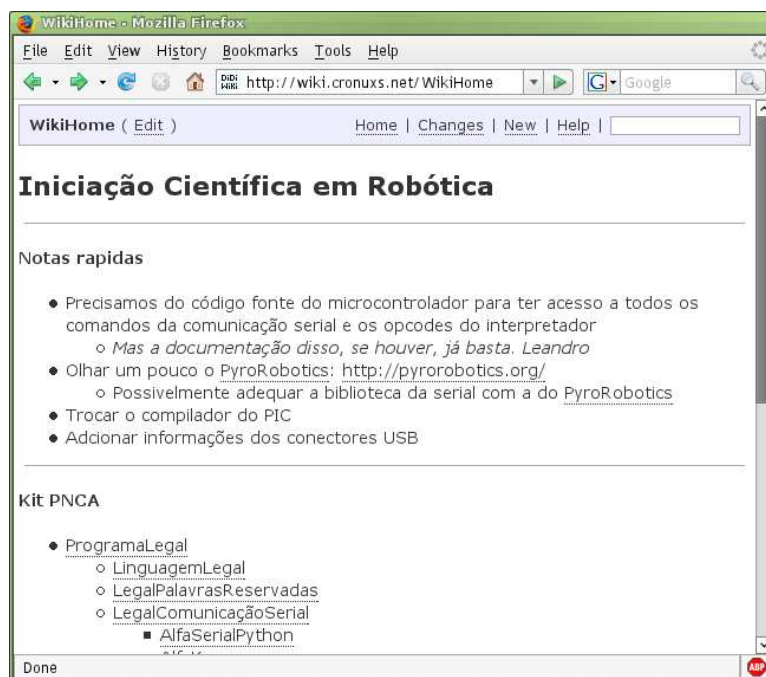 WikiHome - Mozilla Firefox
File Edit View History Bookmarks Tools Help
DiDi Wiki http://wiki.cronuxs.net/WikiHome G Google
WikiHome ( Edit ) Home | Changes | New | Help |
Iniciação Científica em Robótica
Notas rapidas
Precisamos do código fonte do microcontrolador para ter acesso a todos os
comandos da comunicação serial e os opcodes do interpretador
Mas a documentação disso, se houver, já basta. Leandro
Olhar um pouco o PyroRobotics: http://pyrorobotics.org/
Possivelmente adequar a biblioteca da serial com a do PyroRobotics
Trocar o compilador do PIC
Adcionar informações dos conectores USB
Kit PNCA
ProgramaLegal
LinguagemLegal
LegalPalavrasReservadas
LegalComunicaçãoSerial
AlfaSerialPython
Done ABP